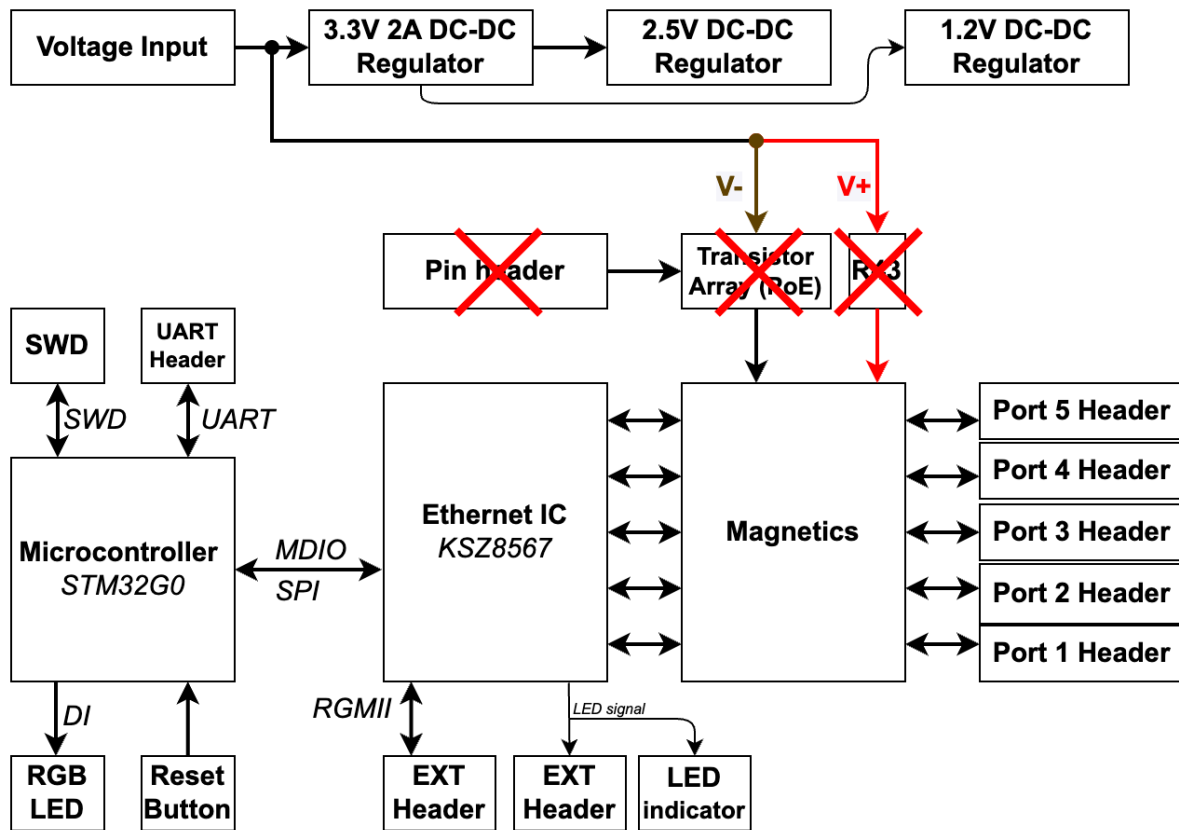 Voltage Input
3.3V 2A DC-DC
Regulator
2.5V DC-DC
Regulator
1.2V DC-DC
Regulator
V-
V+
Pin header
Transistor
Array (PoE)
R43
SWD
UART
Header
SWD
UART
Microcontroller
STM32G0
MDIO
SPI
Ethernet IC
KSZ8567
Magnetics
Port 5 Header
Port 4 Header
Port 3 Header
Port 2 Header
Port 1 Header
DI
RGMII
LED signal
RGB
LED
Reset
Button
EXT
Header
EXT
Header
LED
indicator